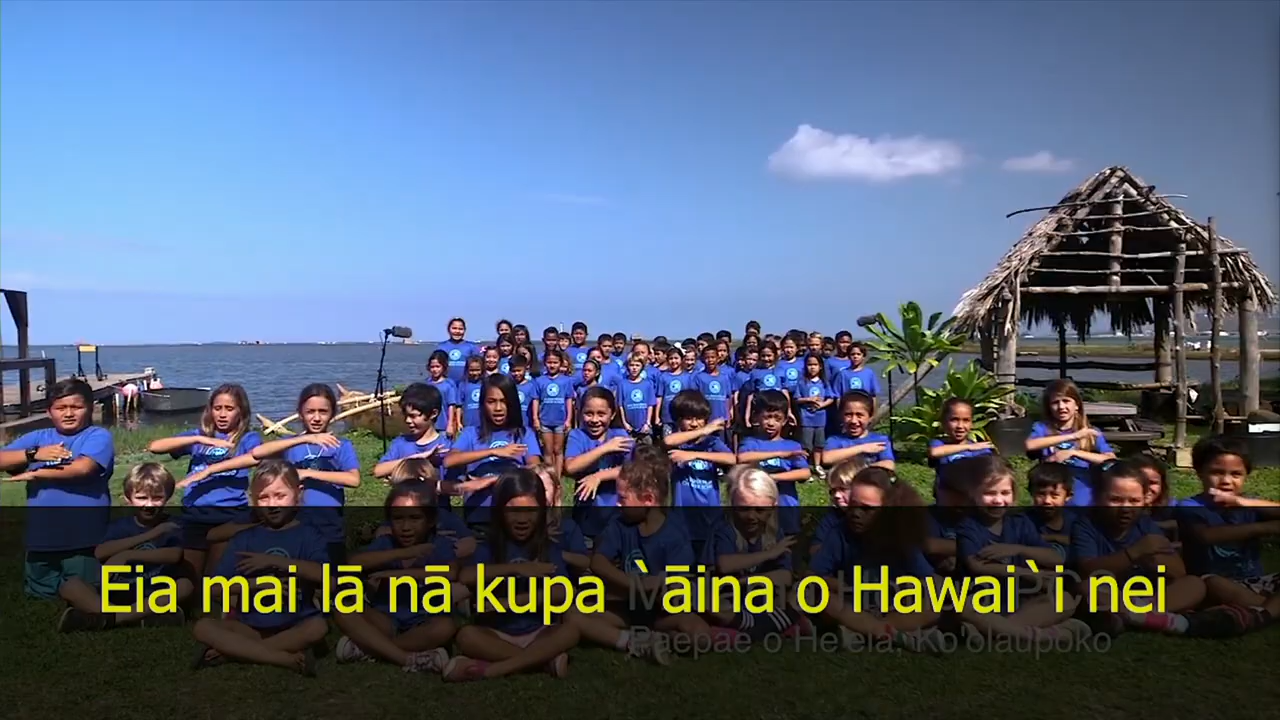 Eia mai lā nā kupa `āina o Hawai`i nei
Paepae o He'eia, Ko'olaupoko